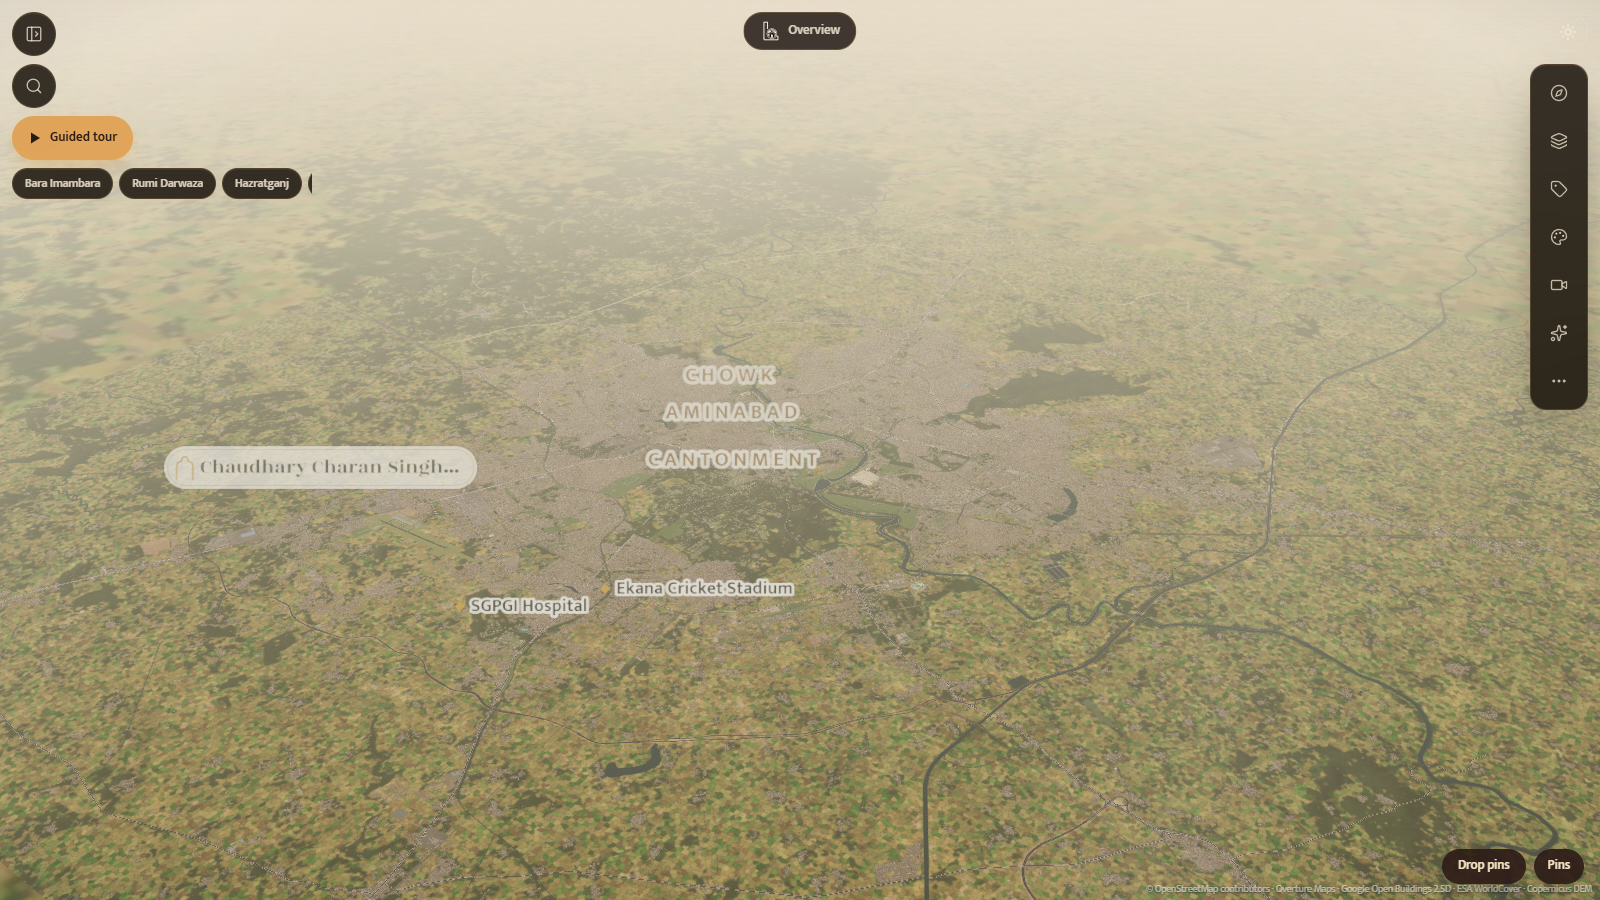 Overview
Guided tour
Bara Imambara
Rumi Darwaza
Hazratganj
CHOWK
AMINABAD
CANTONMENT
Chaudhary Charan Singh...
Ekana Cricket Stadium
SGPGI Hospital
Drop pins
Pins
© OpenStreetMap contributors · Overture Maps · Google Open Buildings 2.5D · ESA WorldCover · Copernicus DEM